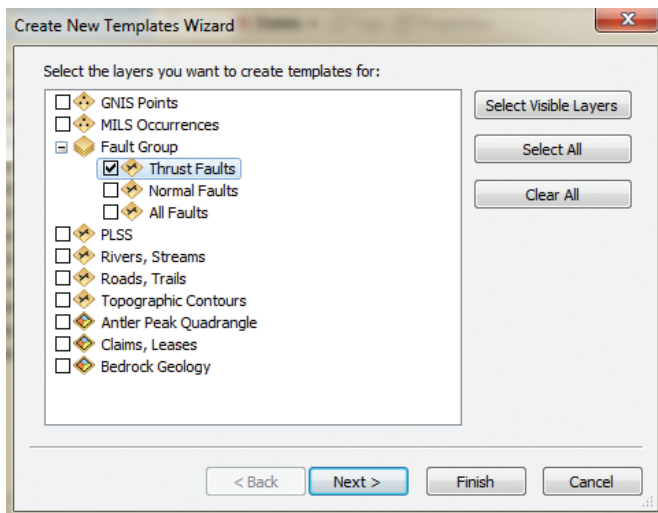 Create New Templates Wizard
Select the layers you want to create templates for:
GNIS Points
MILS Occurrences
Fault Group
Thrust Faults
Normal Faults
All Faults
PLSS
Rivers, Streams
Roads, Trails
Topographic Contours
Antler Peak Quadrangle
Claims, Leases
Bedrock Geology
Select Visible Layers
Select All
Clear All
< Back
Next >
Finish
Cancel